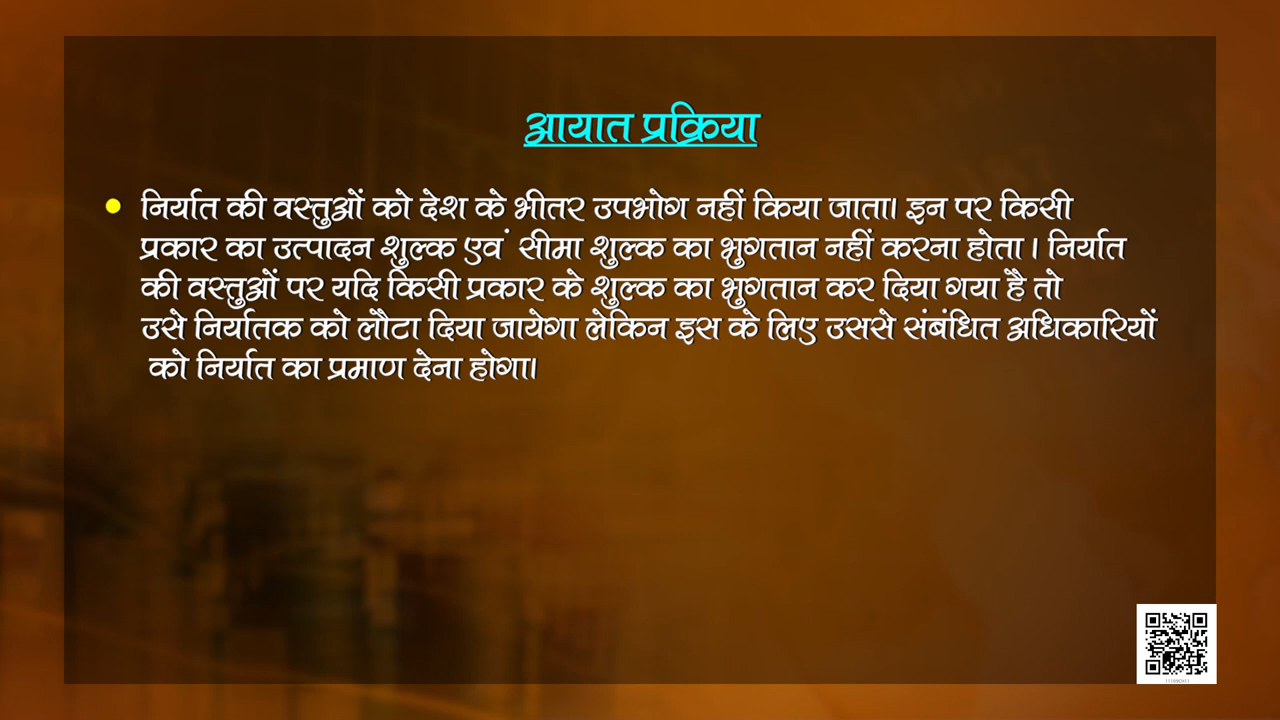 आयात प्रक्रिया
निर्यात की वस्तुओं को देश के भीतर उपभोग नहीं किया जाता। इन पर किसी
प्रकार का उत्पादन शुल्क एवं सीमा शुल्क का भुगतान नहीं करना होता । निर्यात
की वस्तुओं पर यदि किसी प्रकार के शुल्क का भुगतान कर दिया गया है तो
उसे निर्यातक को लौटा दिया जायेगा लेकिन इस के लिए उससे संबंधित अधिकारियों
को निर्यात का प्रमाण देना होगा।